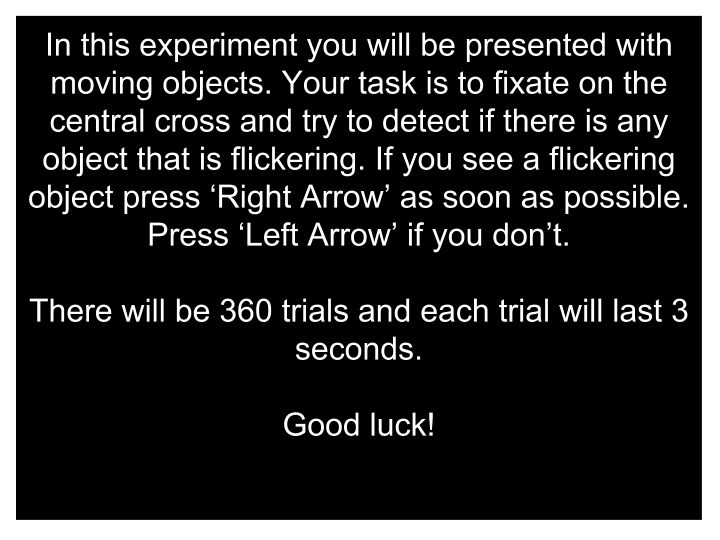 In this experiment you will be presented with
moving objects. Your task is to fixate on the
central cross and try to detect if there is any
object that is flickering. If you see a flickering
object press ‘Right Arrow’ as soon as possible.
Press ‘Left Arrow’ if you don’t.
There will be 360 trials and each trial will last 3
seconds.
Good luck!